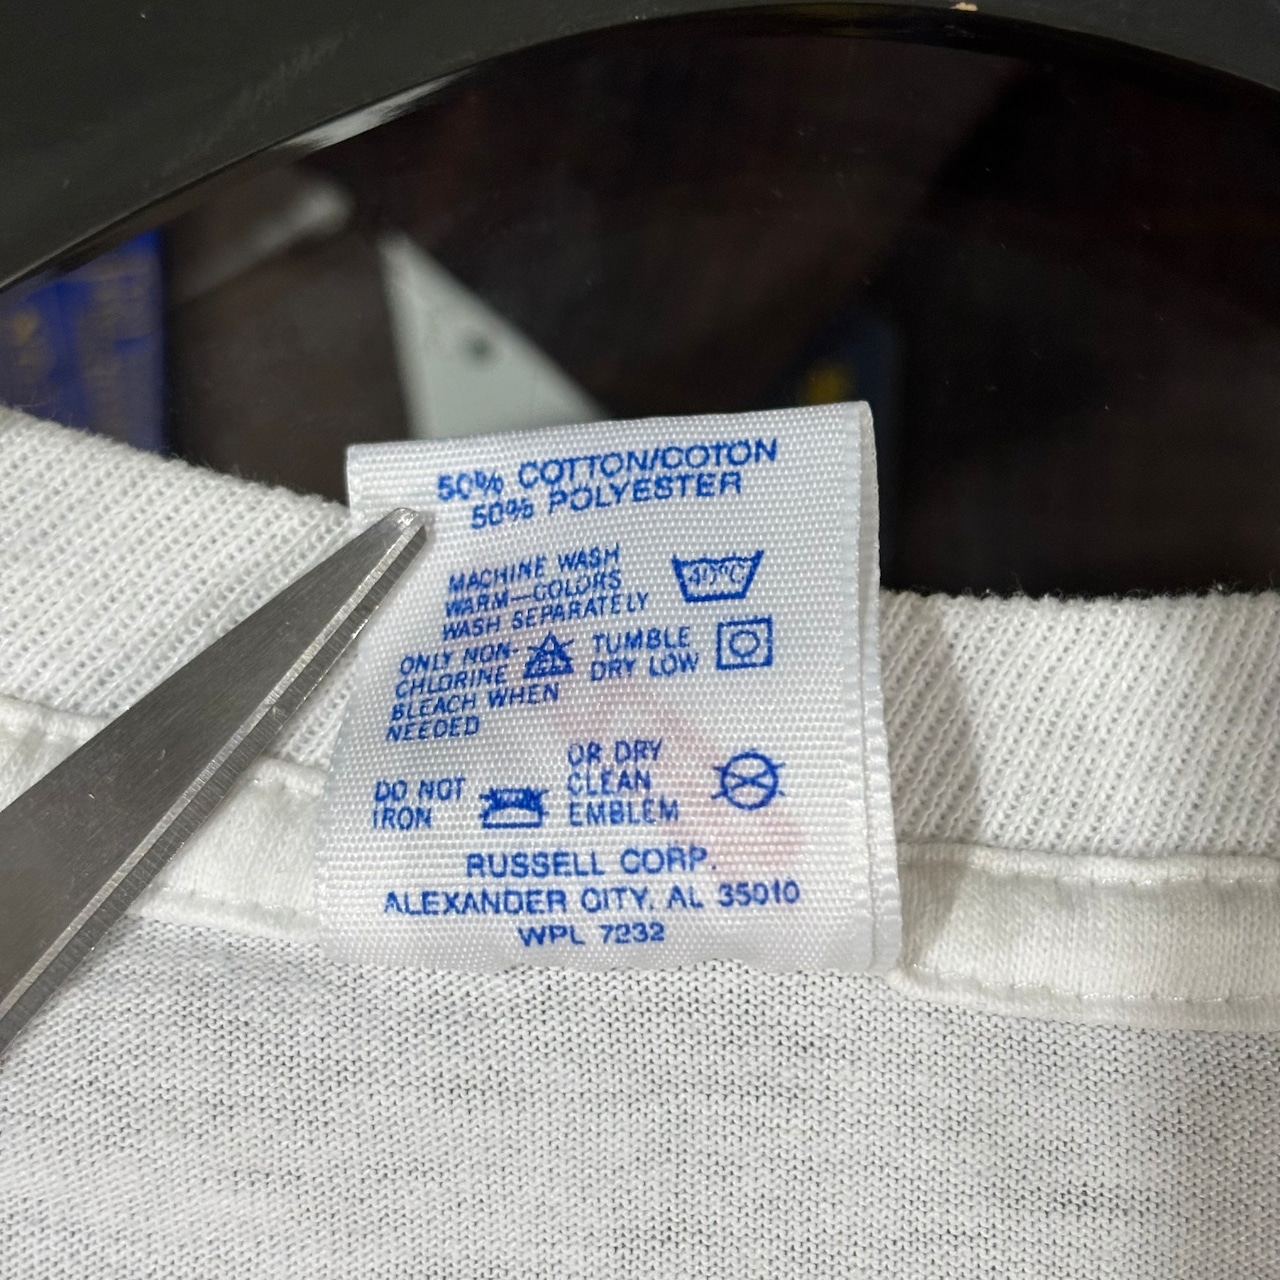 50% COTTON/COTON
50% POLYESTER
MACHINE WASH
WARM—COLORS
WASH SEPARATELY
40°C
ONLY NON-
CHLORINE
BLEACH WHEN
NEEDED
TUMBLE
DRY LOW
DO NOT
IRON
OR DRY
CLEAN
EMBLEM
RUSSELL CORP.
ALEXANDER CITY, AL 35010
WPL 7232